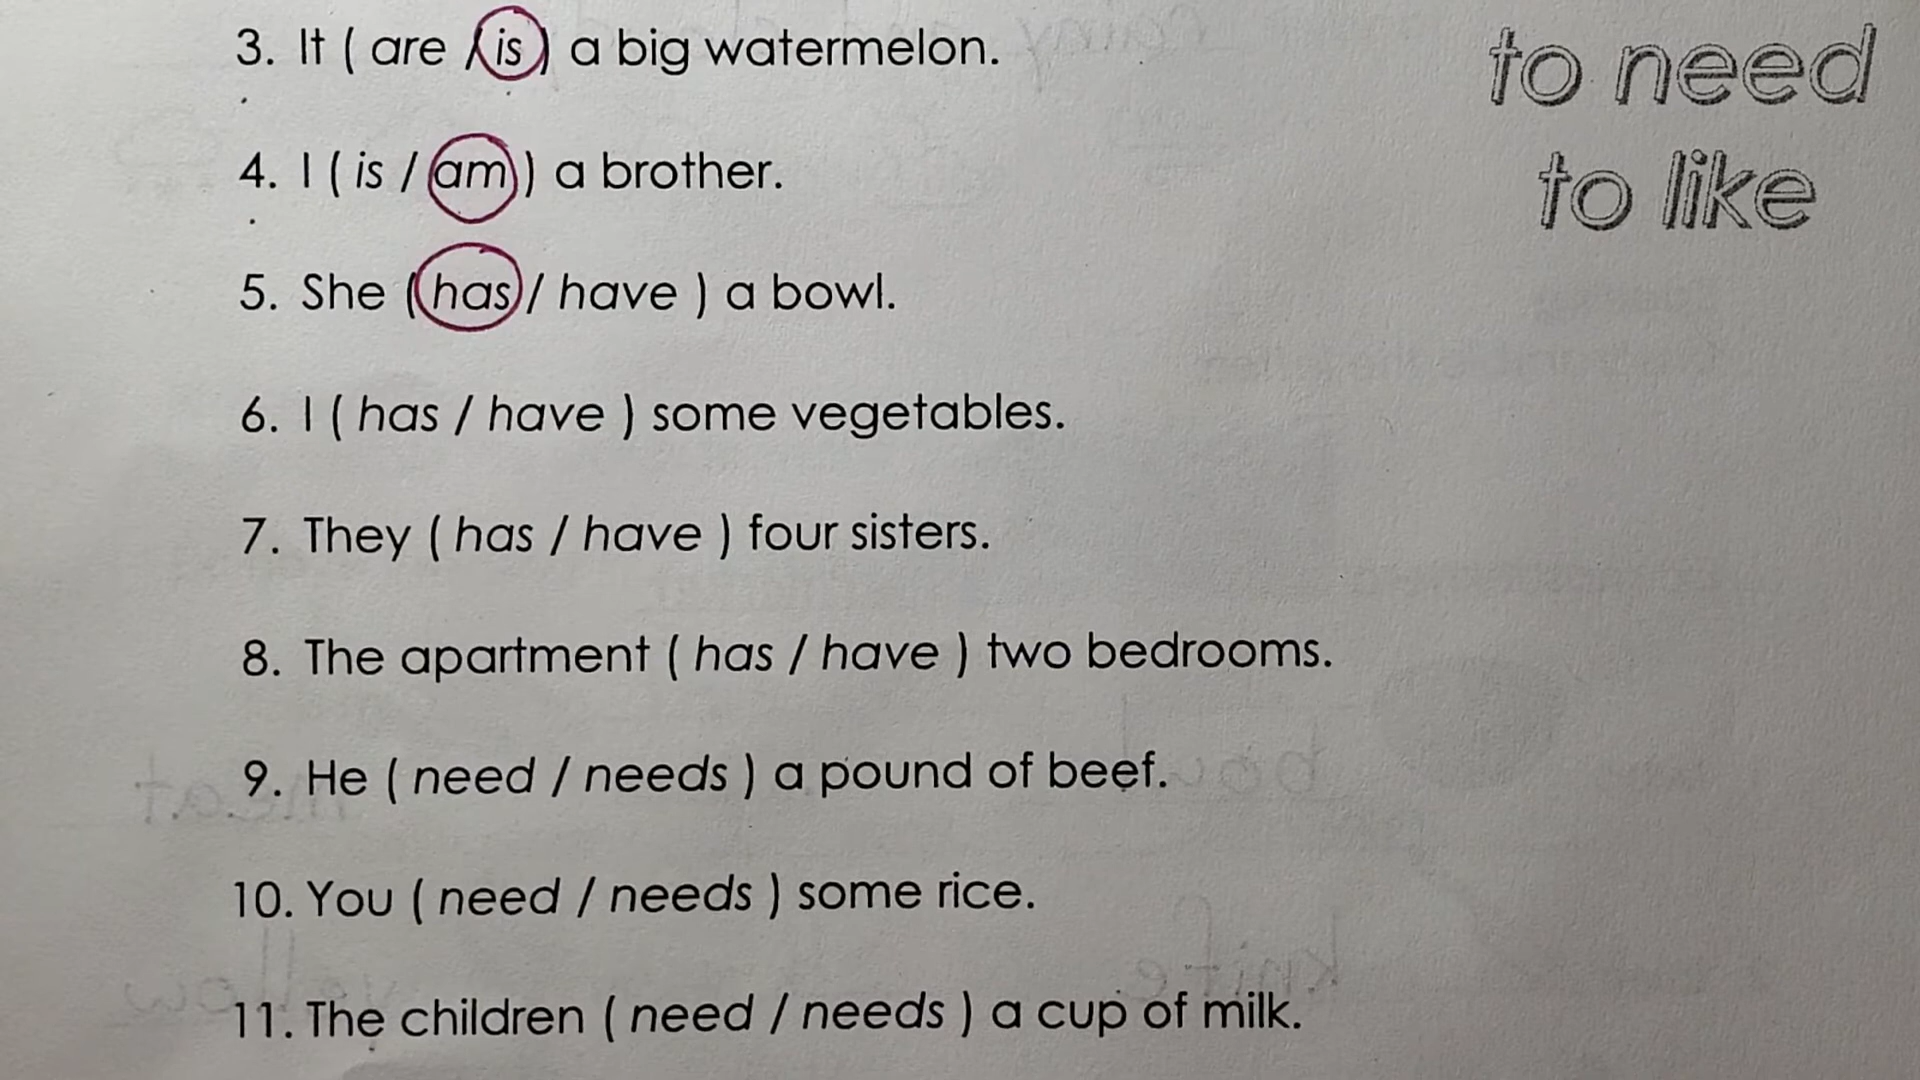 3. It ( are / is ) a big watermelon.
to need
4. I ( is / am ) a brother.
to like
5. She ( has / have ) a bowl.
6. I ( has / have ) some vegetables.
7. They ( has / have ) four sisters.
8. The apartment ( has / have ) two bedrooms.
9. He ( need / needs ) a pound of beef.
10. You ( need / needs ) some rice.
11. The children ( need / needs ) a cup of milk.